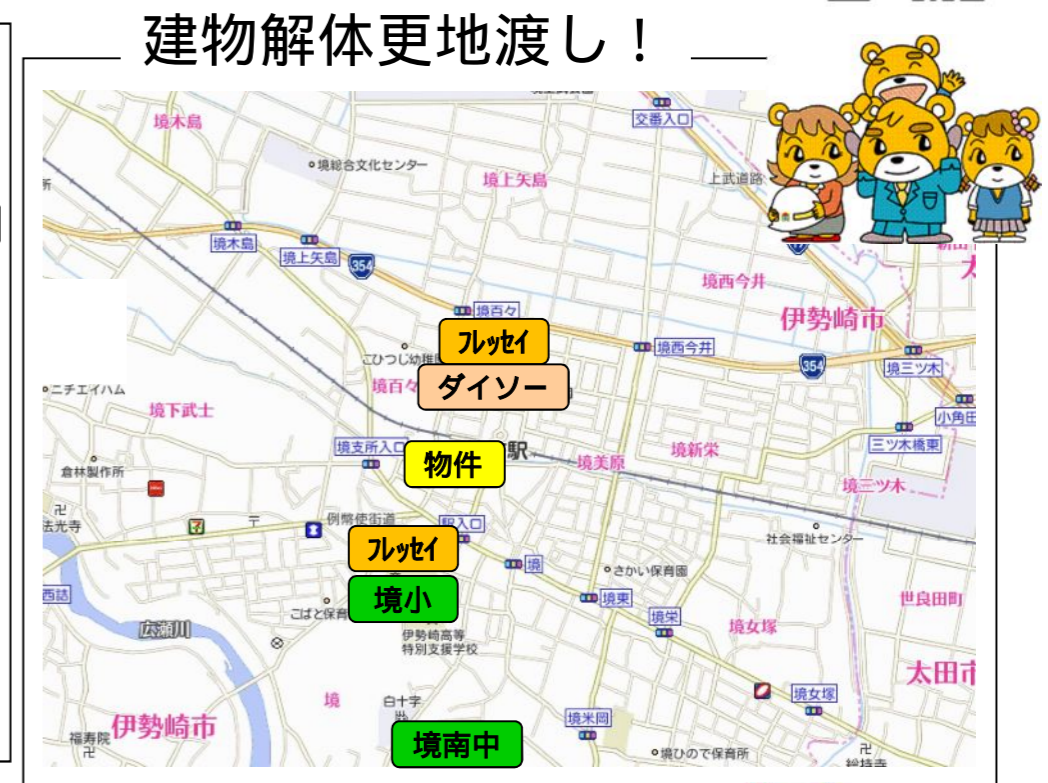 建物解体更地渡し！
境木島
交番入口
境総合文化センター
境上矢島
上武道路
境木島
境上矢島
354
境西今井
伊勢崎市
境百々
フレッセイ
境西今井
こひつじ幼稚園
354
境三ツ木
ダイソー
境百々
ニチエイハム
境下武士
小角田
境支所入口
駅
境新栄
三ツ木橋東
物件
境美原
倉林製作所
境三ツ木
卍
法光寺
7
〒
例幣使街道
駅入口
社会福祉センター
フレッセイ
境
さかい保育園
境小
西詰
こばと保育
境東
世良田町
広瀬川
境栄
境女塚
伊勢崎高等
特別支援学校
太田市
境
白十字
境女塚
伊勢崎市
境米岡
福寿院
卍
境南中
境ひので保育所
卍
総持寺